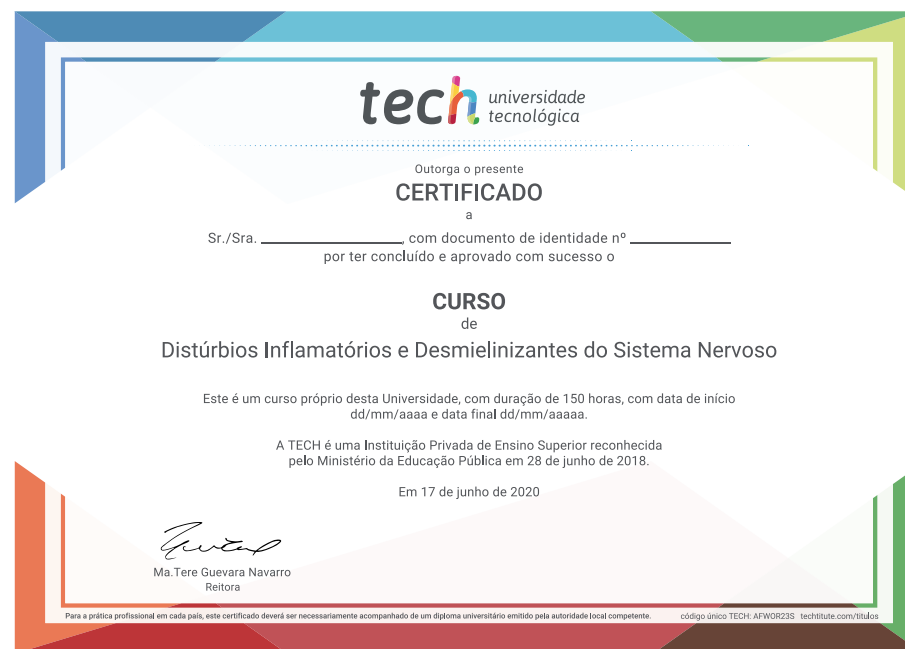 tech universidade
tecnológica
Outorga o presente
CERTIFICADO
a
Sr./Sra. ______________, com documento de identidade nº __________
por ter concluído e aprovado com sucesso o
CURSO
de
Distúrbios Inflamatórios e Desmielinizantes do Sistema Nervoso
Este é um curso próprio desta Universidade, com duração de 150 horas, com data de início
dd/mm/aaaa e data final dd/mm/aaaaa.
A TECH é uma Instituição Privada de Ensino Superior reconhecida
pelo Ministério da Educação Pública em 28 de junho de 2018.
Em 17 de junho de 2020
Ma.Tere Guevara Navarro
Reitora
Para a prática profissional em cada país, este certificado deverá ser necessariamente acompanhado de um diploma universitário emitido pela autoridade local competente. código único TECH: AFWOR23S techtitute.com/titulos